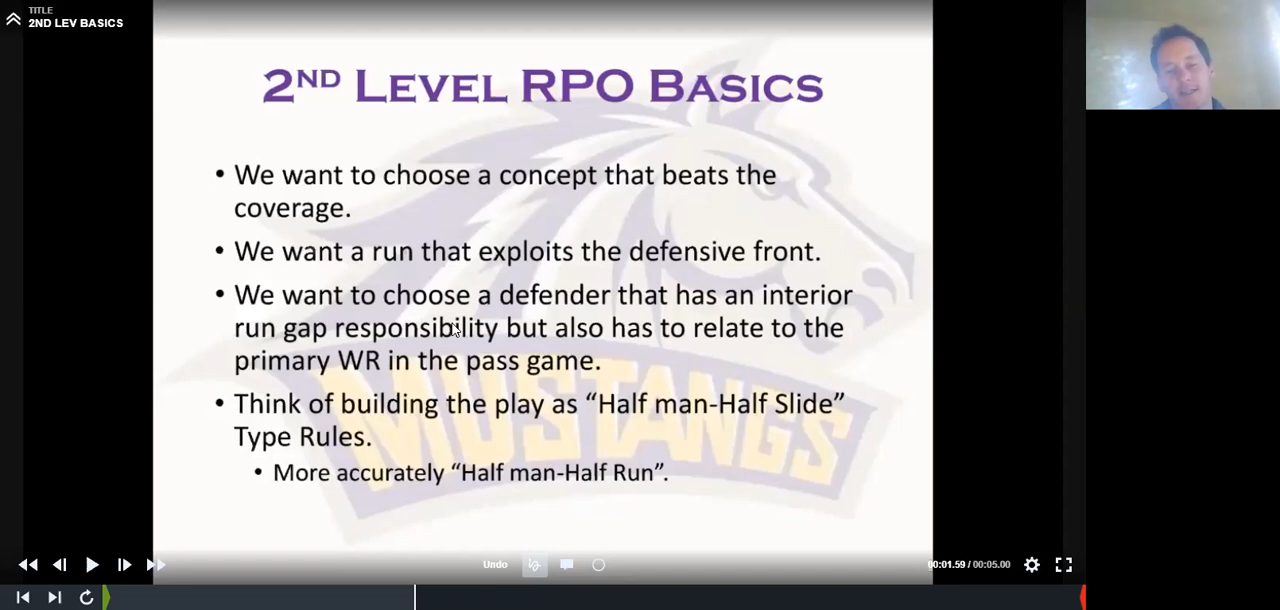 TITLE
2ND LEV BASICS
2ND LEVEL RPO BASICS
• We want to choose a concept that beats the
coverage.
• We want a run that exploits the defensive front.
• We want to choose a defender that has an interior
run gap responsibility but also has to relate to the
primary WR in the pass game.
• Think of building the play as “Half man-Half Slide”
Type Rules.
• More accurately “Half man-Half Run”.
MUSTANGS
Undo
00:01.59 / 00:05.00